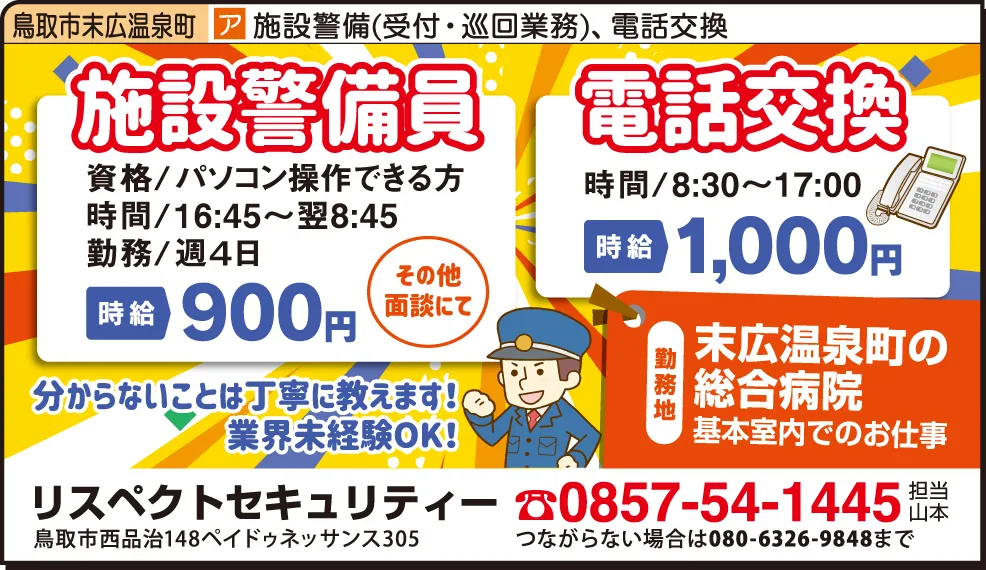 鳥取市末広温泉町 ア 施設警備(受付・巡回業務)、電話交換
施設警備員
資格/パソコン操作できる方
時間/16:45～翌8:45
勤務/週4日
時給 900円
その他
面談にて
電話交換
時間/8:30～17:00
時給 1,000円
勤務地
末広温泉町の
総合病院
基本室内でのお仕事
分からないことは丁寧に教えます!
業界未経験OK!
リスペクトセキュリティー
鳥取市西品治148ペイドゥネッサンス305
☎0857-54-1445 担当
山本
つながらない場合は080-6326-9848まで